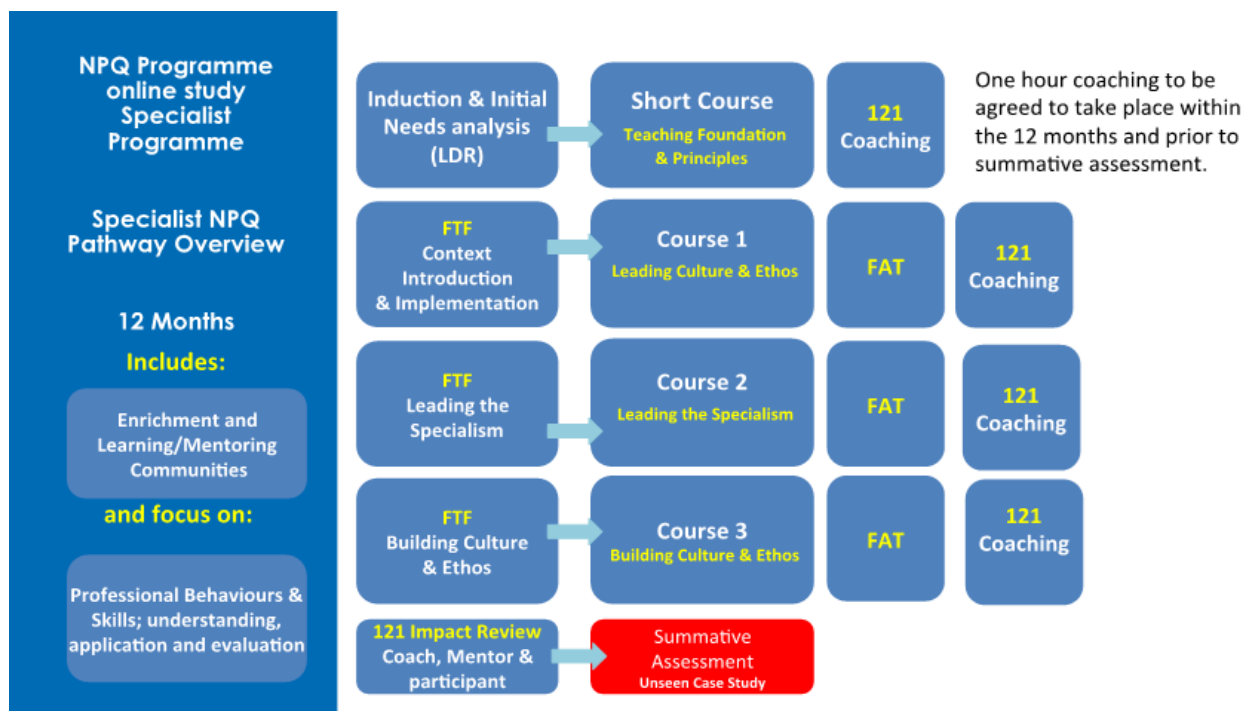 NPQ Programme
online study
Specialist
Programme
Specialist NPQ
Pathway Overview
12 Months
Includes:
Enrichment and
Learning/Mentoring
Communities
and focus on:
Professional Behaviours &
Skills; understanding,
application and evaluation
Induction & Initial
Needs analysis
(LDR)
Short Course
Teaching Foundation
& Principles
121
Coaching
One hour coaching to be
agreed to take place within
the 12 months and prior to
summative assessment.
FTF
Context
Introduction
& Implementation
Course 1
Leading Culture & Ethos
FAT
121
Coaching
FTF
Leading the
Specialism
Course 2
Leading the Specialism
FAT
121
Coaching
FTF
Building Culture
& Ethos
Course 3
Building Culture & Ethos
FAT
121
Coaching
121 Impact Review
Coach, Mentor &
participant
Summative
Assessment
Unseen Case Study